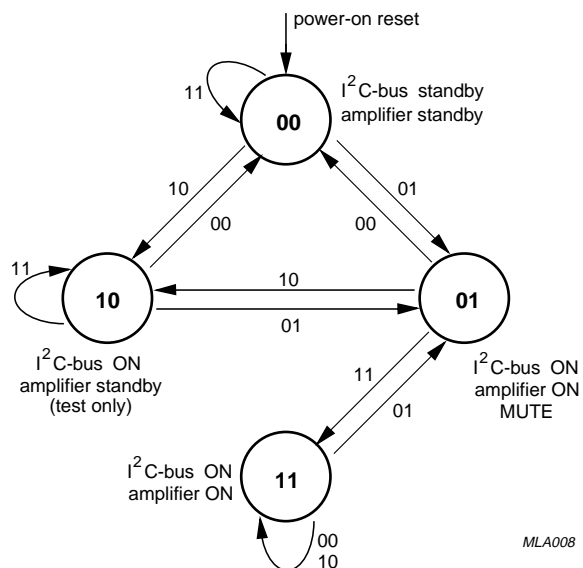 power-on reset
I²C-bus standby
amplifier standby
11
00
10
01
00
00
11
10
10
01
01
I²C-bus ON
amplifier standby
(test only)
11
01
I²C-bus ON
amplifier ON
MUTE
I²C-bus ON
amplifier ON
11
00
10
MLA008